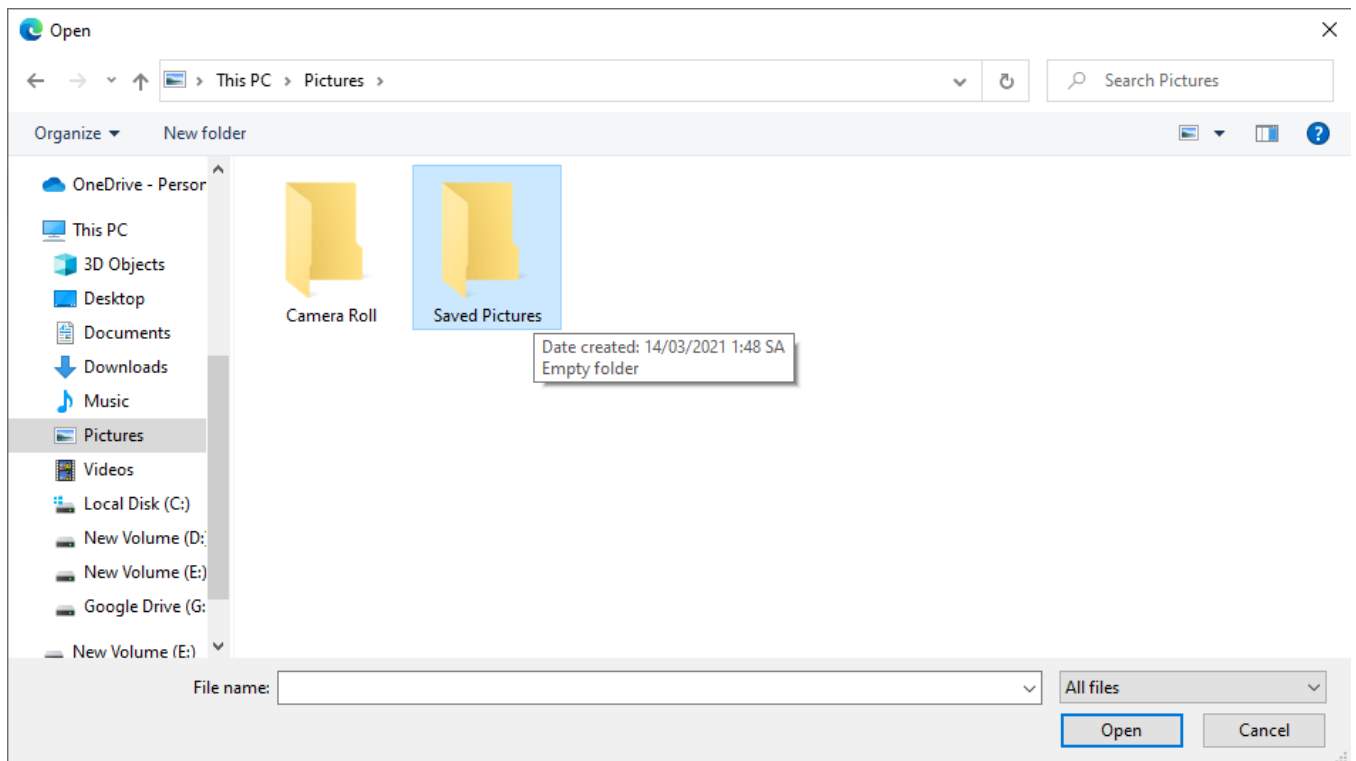 Open
This PC > Pictures >
Search Pictures
Organize
New folder
?
OneDrive - Person
This PC
3D Objects
Desktop
Documents
Downloads
Music
Pictures
Videos
Local Disk (C:)
New Volume (D:)
New Volume (E:)
Google Drive (G:
New Volume (E:)
Camera Roll
Saved Pictures
Date created: 14/03/2021 1:48 SA
Empty folder
File name:
All files
Open
Cancel